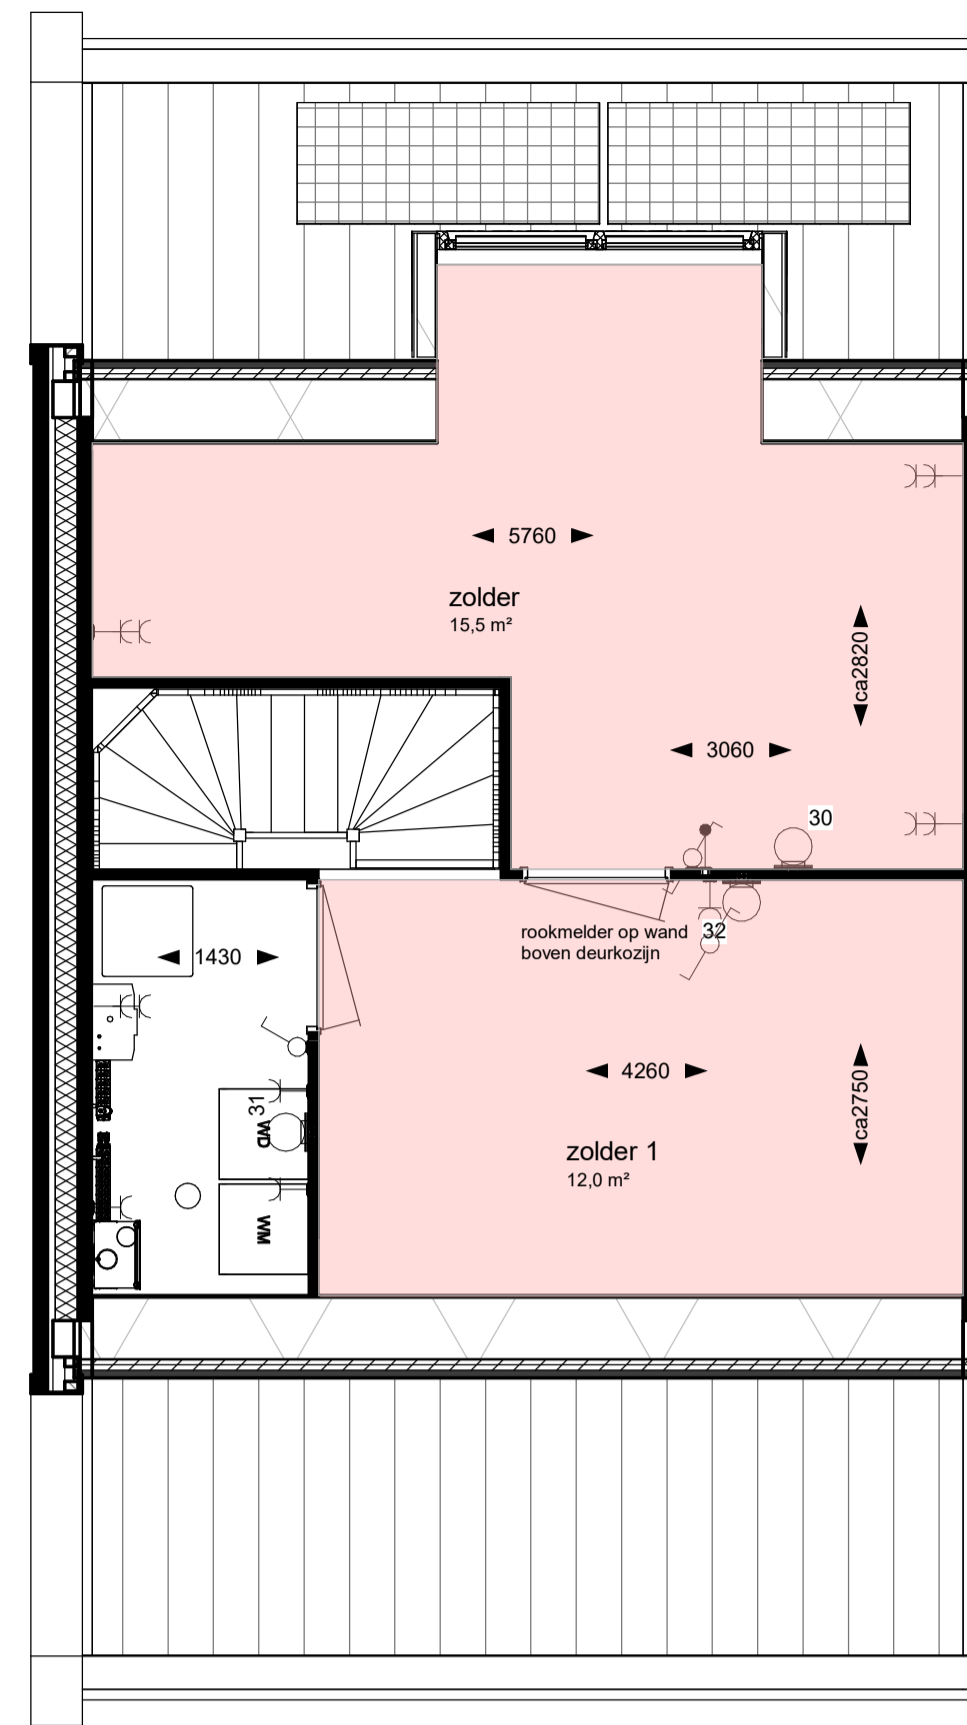 5760
zolder
15,5 m²
ca2820
3060
30
rookmelder op wand
boven deurkozijn
32
1430
4260
ca2750
31
WD
zolder 1
12,0 m²
WM